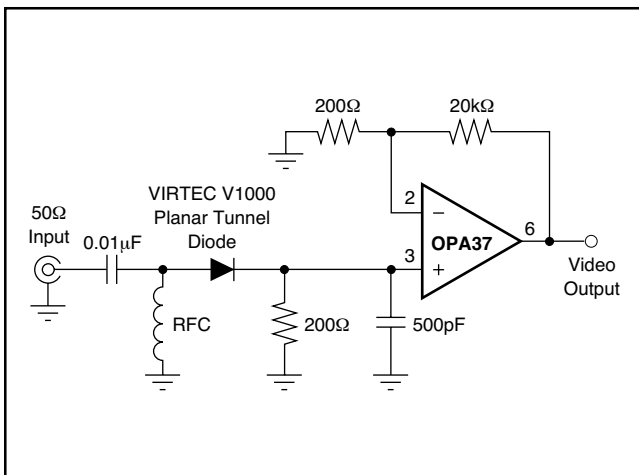 200Ω
20kΩ
VIRTEC V1000
Planar Tunnel
Diode
50Ω
Input
0.01µF
2
−
OPA37
6
3
+
Video
Output
RFC
200Ω
500pF